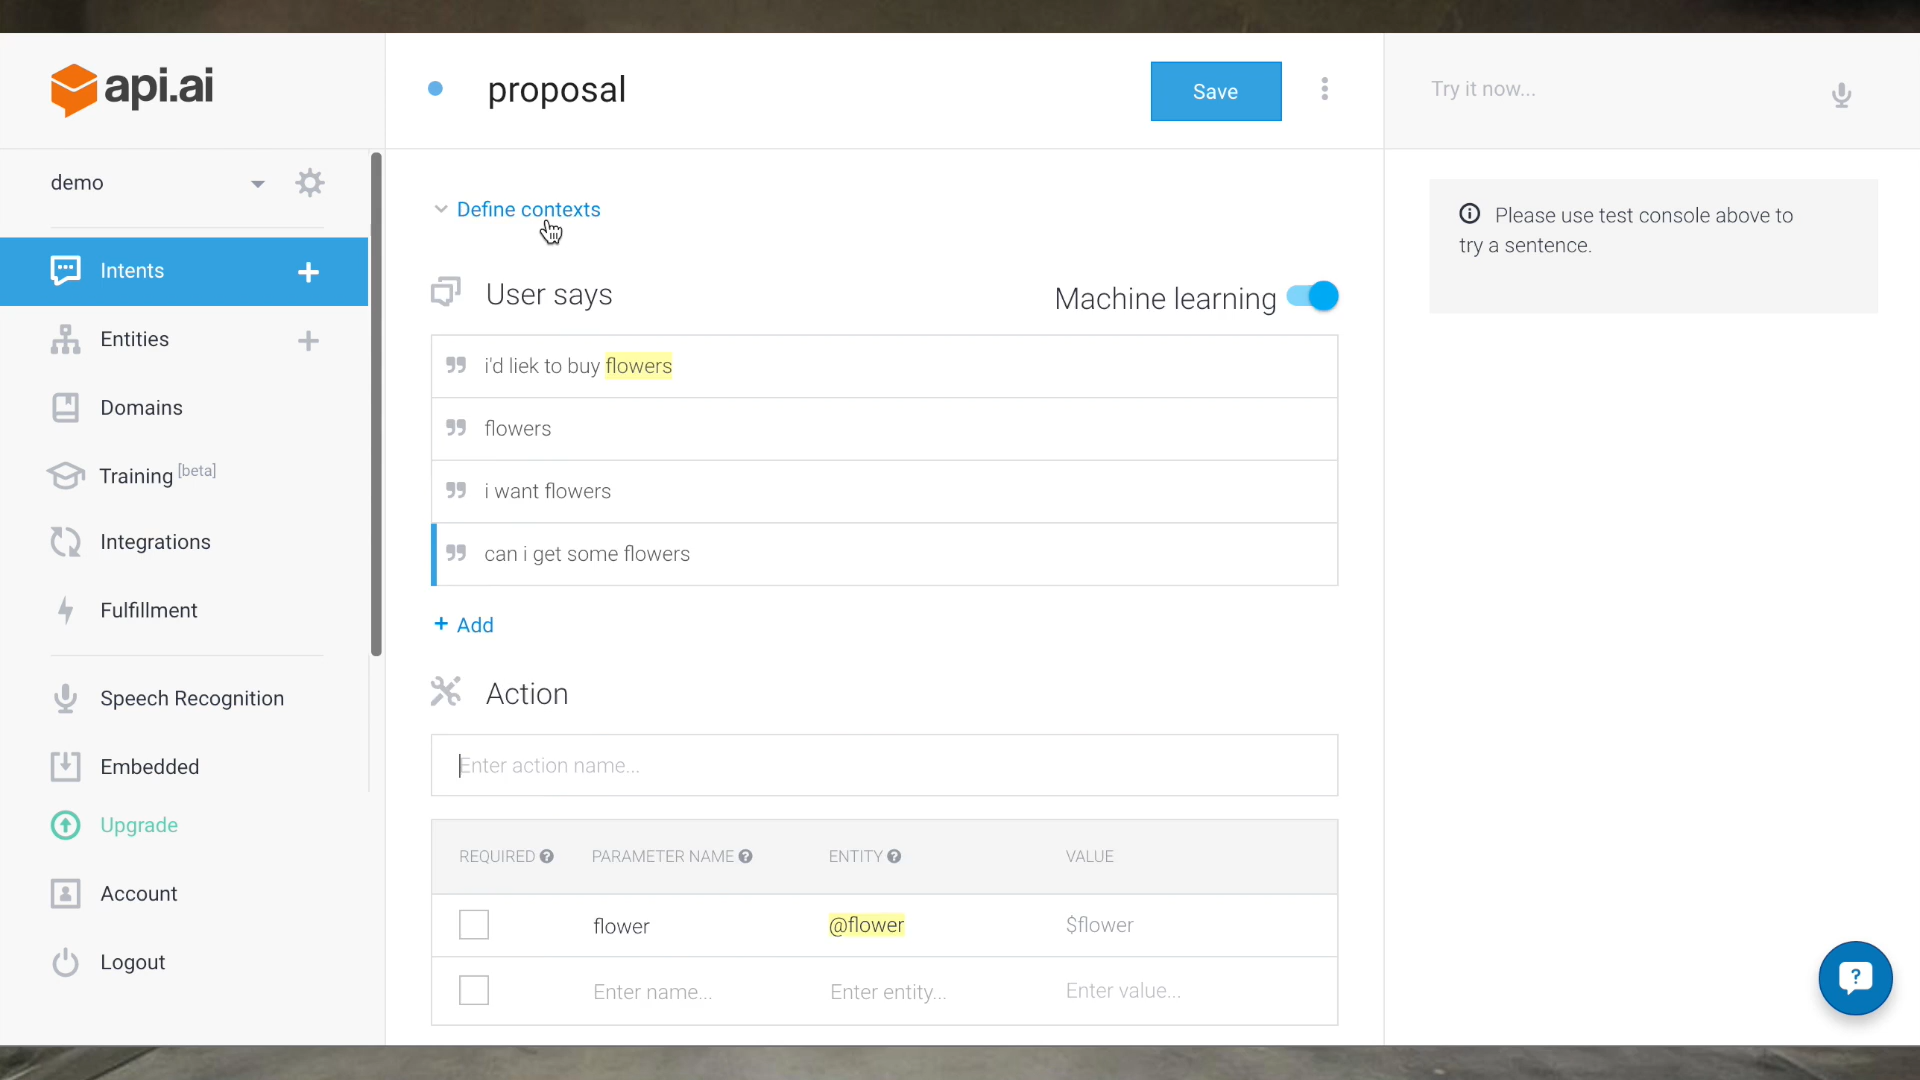 api.ai
proposal
Save
Try it now...
demo
Define contexts
Please use test console above to
try a sentence.
Intents
User says
Machine learning
Entities
i'd liek to buy flowers
Domains
flowers
Training [beta]
i want flowers
Integrations
can i get some flowers
Fulfillment
+ Add
Speech Recognition
Action
Embedded
Enter action name...
Upgrade
REQUIRED ? PARAMETER NAME ? ENTITY ? VALUE
Account
flower @flower $flower
Logout
Enter name... Enter entity... Enter value...